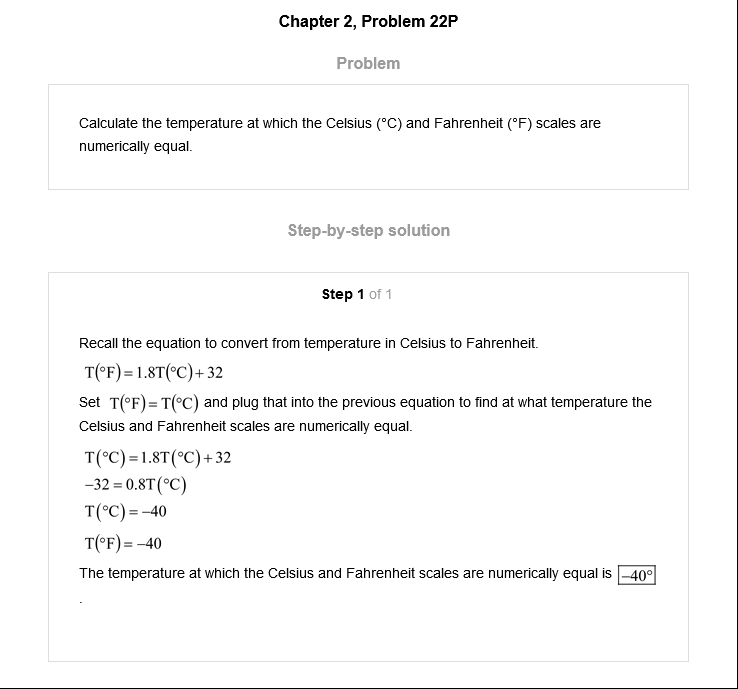 Chapter 2, Problem 22P
Problem
Calculate the temperature at which the Celsius (°C) and Fahrenheit (°F) scales are
numerically equal.
Step-by-step solution
Step 1 of 1
Recall the equation to convert from temperature in Celsius to Fahrenheit.
T(°F) = 1.8T(°C) + 32
Set T(°F) = T(°C) and plug that into the previous equation to find at what temperature the
Celsius and Fahrenheit scales are numerically equal.
T(°C) = 1.8T(°C) + 32
−32 = 0.8T(°C)
T(°C) = −40
T(°F) = −40
The temperature at which the Celsius and Fahrenheit scales are numerically equal is −40°
.